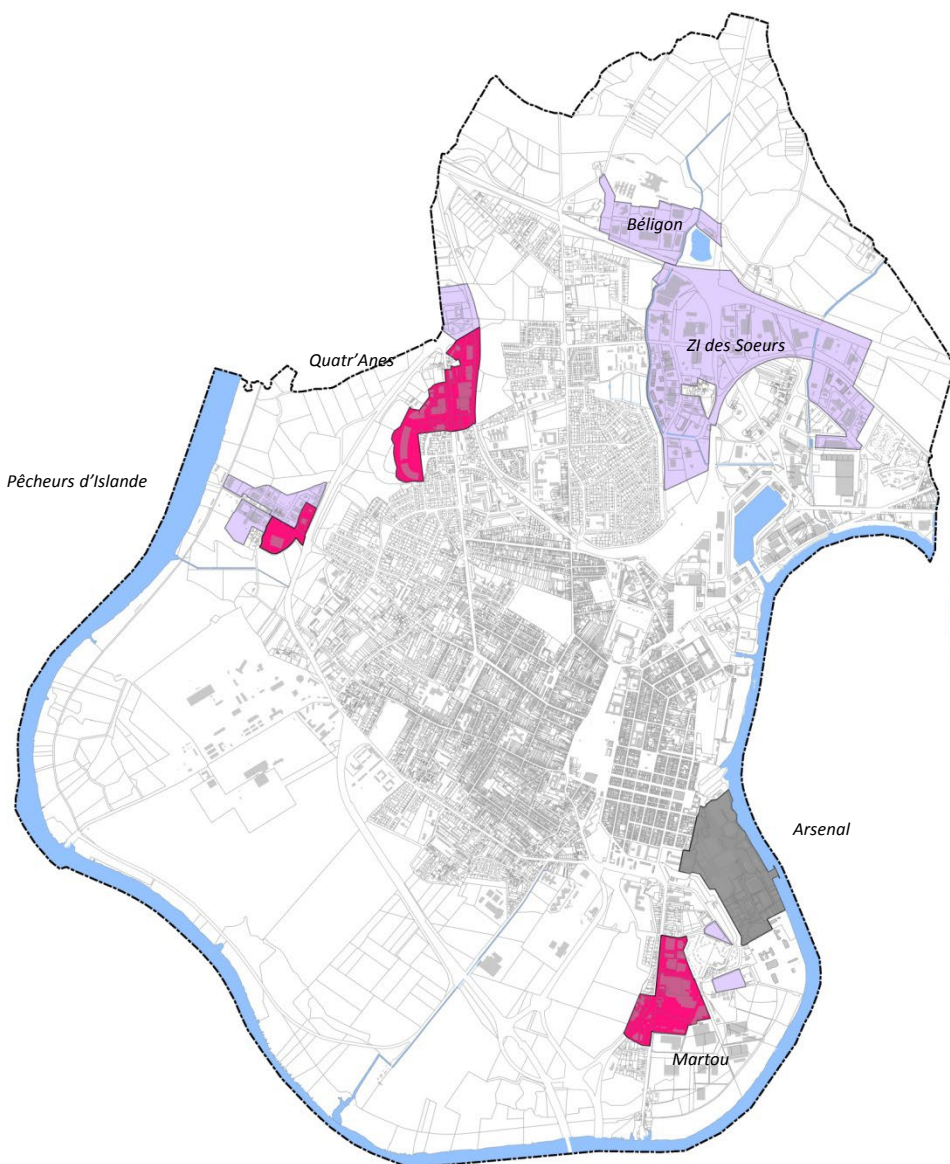 Béligon
ZI des Soeurs
Quatr'Anes
Pêcheurs d'Islande
Arsenal
Martou